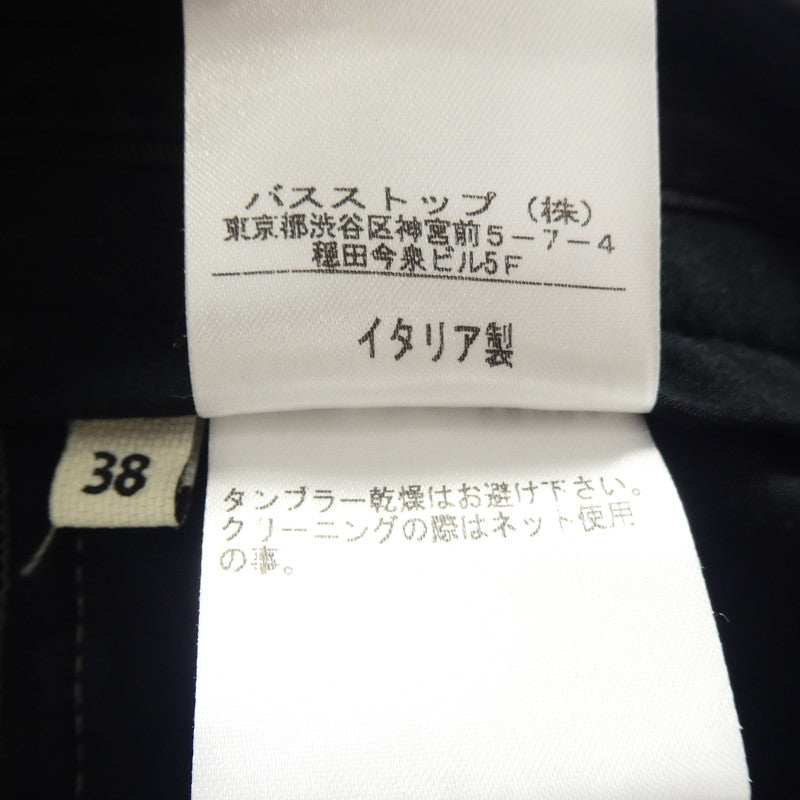 バスストップ（株）
東京都渋谷区神宮前5－7－4
穏田今泉ビル5F
イタリア製
38
タンブラー乾燥はお避け下さい。
クリーニングの際はネット使用
の事。